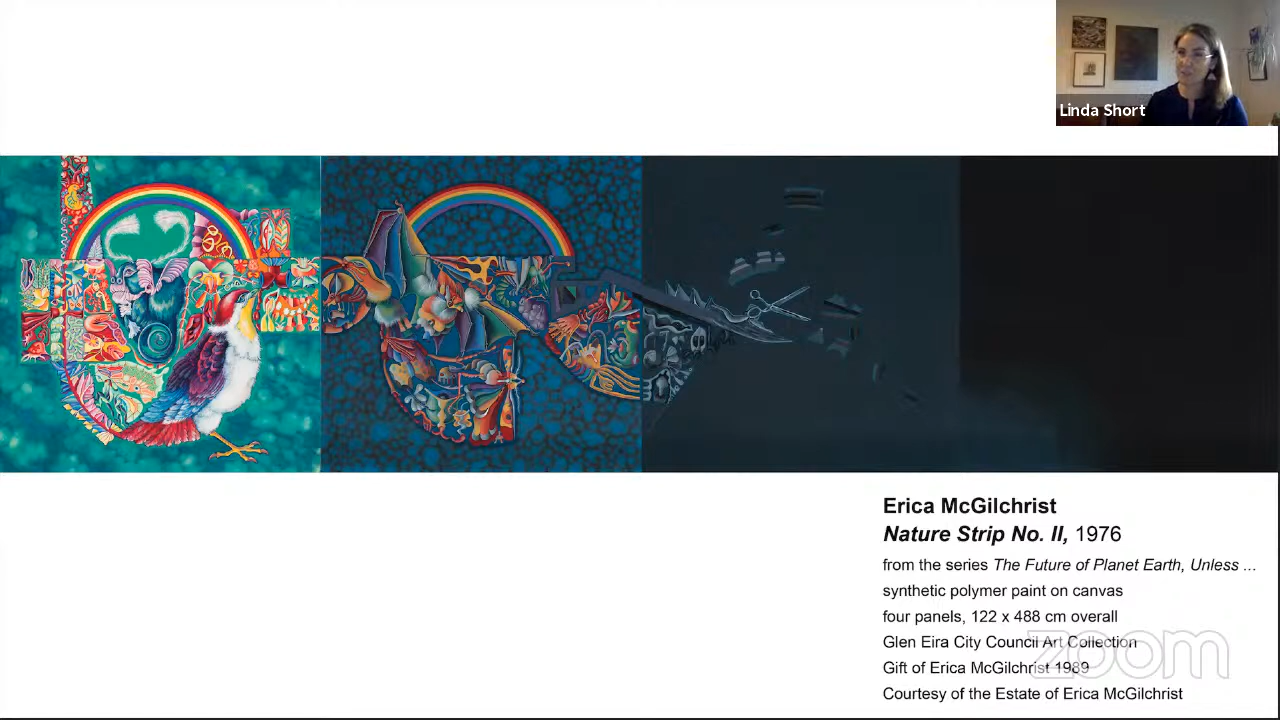 Linda Short
Erica McGilchrist
Nature Strip No. II, 1976
from the series The Future of Planet Earth, Unless ...
synthetic polymer paint on canvas
four panels, 122 x 488 cm overall
Glen Eira City Council Art Collection
Gift of Erica McGilchrist 1989
Courtesy of the Estate of Erica McGilchrist
zoom